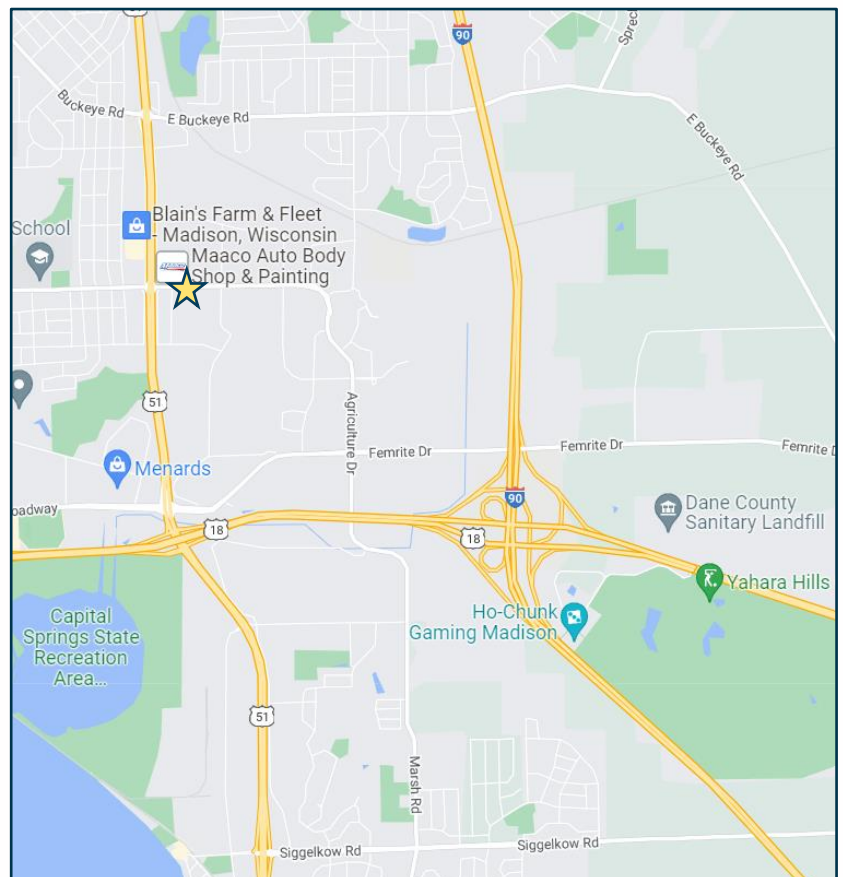 51
90
Sprec
Buckeye Rd
E Buckeye Rd
E Buckeye Rd
School
Blain's Farm & Fleet
- Madison, Wisconsin
Maaco Auto Body
Shop & Painting
51
Agriculture Dr
Femrite Dr
Femrite Dr
Femrite D
Menards
90
oadway
18
18
Dane County
Sanitary Landfill
Yahara Hills
Ho-Chunk
Gaming Madison
Capital
Springs State
Recreation
Area...
51
Marsh Rd
Siggelkow Rd
Siggelkow Rd